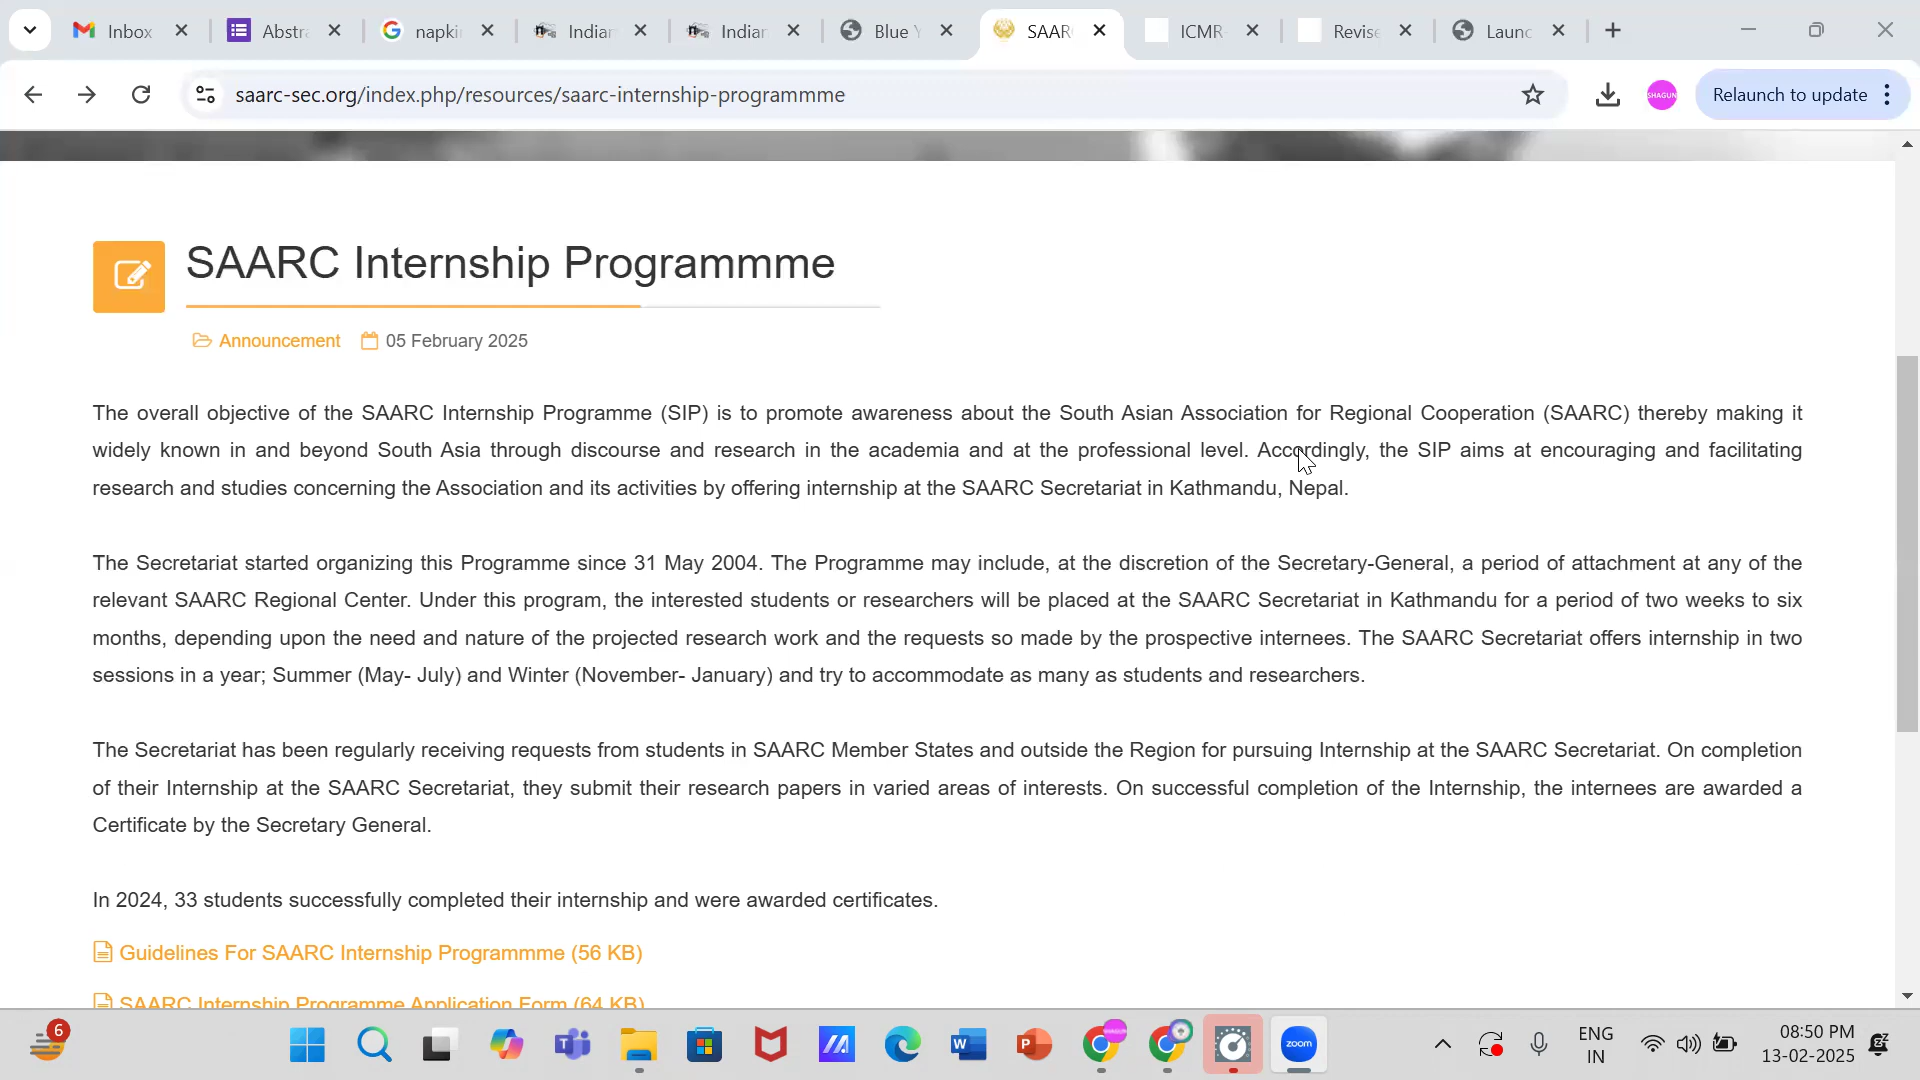 Inbox
Abstra
napki
Indian
Indian
Blue Y
SAAR
ICMR-
Revise
Launc
saarc-sec.org/index.php/resources/saarc-internship-programmme
SHAGUN
Relaunch to update
SAARC Internship Programmme
Announcement 05 February 2025
The overall objective of the SAARC Internship Programme (SIP) is to promote awareness about the South Asian Association for Regional Cooperation (SAARC) thereby making it
widely known in and beyond South Asia through discourse and research in the academia and at the professional level. Accordingly, the SIP aims at encouraging and facilitating
research and studies concerning the Association and its activities by offering internship at the SAARC Secretariat in Kathmandu, Nepal.
The Secretariat started organizing this Programme since 31 May 2004. The Programme may include, at the discretion of the Secretary-General, a period of attachment at any of the
relevant SAARC Regional Center. Under this program, the interested students or researchers will be placed at the SAARC Secretariat in Kathmandu for a period of two weeks to six
months, depending upon the need and nature of the projected research work and the requests so made by the prospective internees. The SAARC Secretariat offers internship in two
sessions in a year; Summer (May- July) and Winter (November- January) and try to accommodate as many as students and researchers.
The Secretariat has been regularly receiving requests from students in SAARC Member States and outside the Region for pursuing Internship at the SAARC Secretariat. On completion
of their Internship at the SAARC Secretariat, they submit their research papers in varied areas of interests. On successful completion of the Internship, the internees are awarded a
Certificate by the Secretary General.
In 2024, 33 students successfully completed their internship and were awarded certificates.
Guidelines For SAARC Internship Programmme (56 KB)
SAARC Internship Programme Application Form (64 KB)
6
zoom
ENG
IN
08:50 PM
13-02-2025